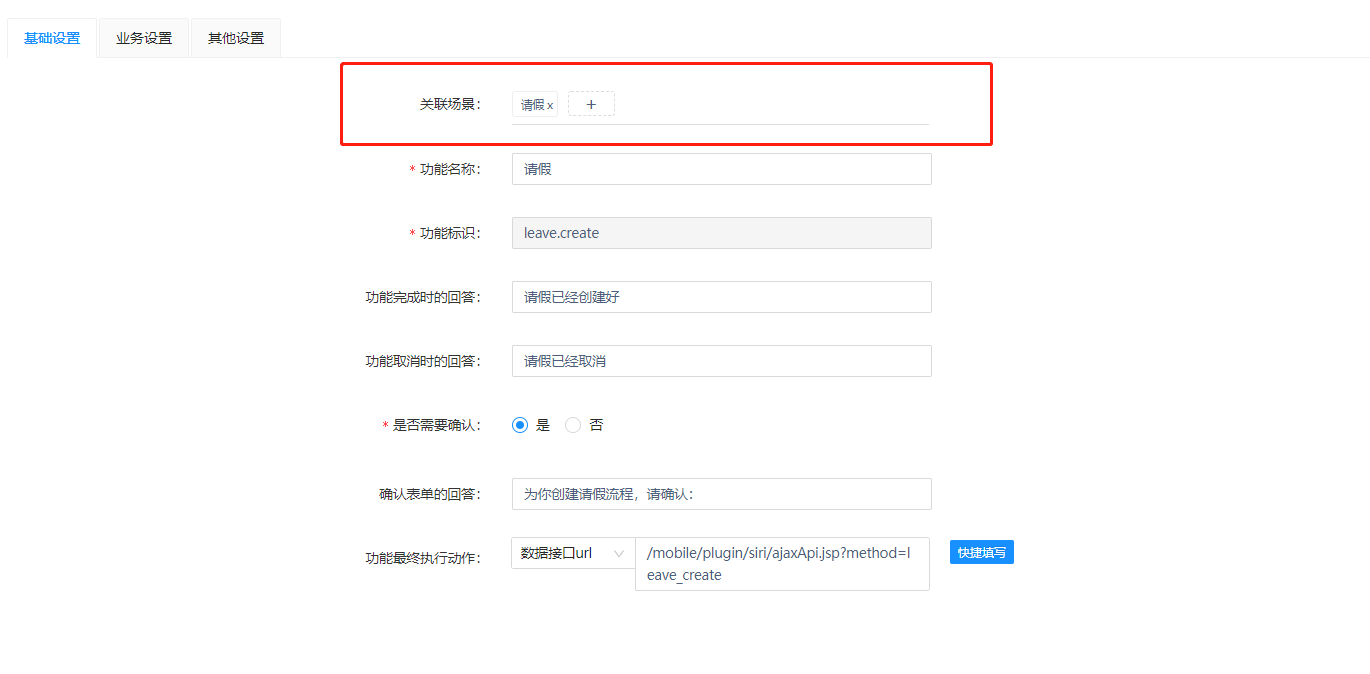 基础设置 业务设置 其他设置
关联场景： 请假 x +
* 功能名称： 请假
* 功能标识： leave.create
功能完成时的回答： 请假已经创建好
功能取消时的回答： 请假已经取消
* 是否需要确认： 是 否
确认表单的回答： 为你创建请假流程，请确认：
功能最终执行动作： 数据接口url /mobile/plugin/siri/ajaxApi.jsp?method=l 快捷填写
eave_create